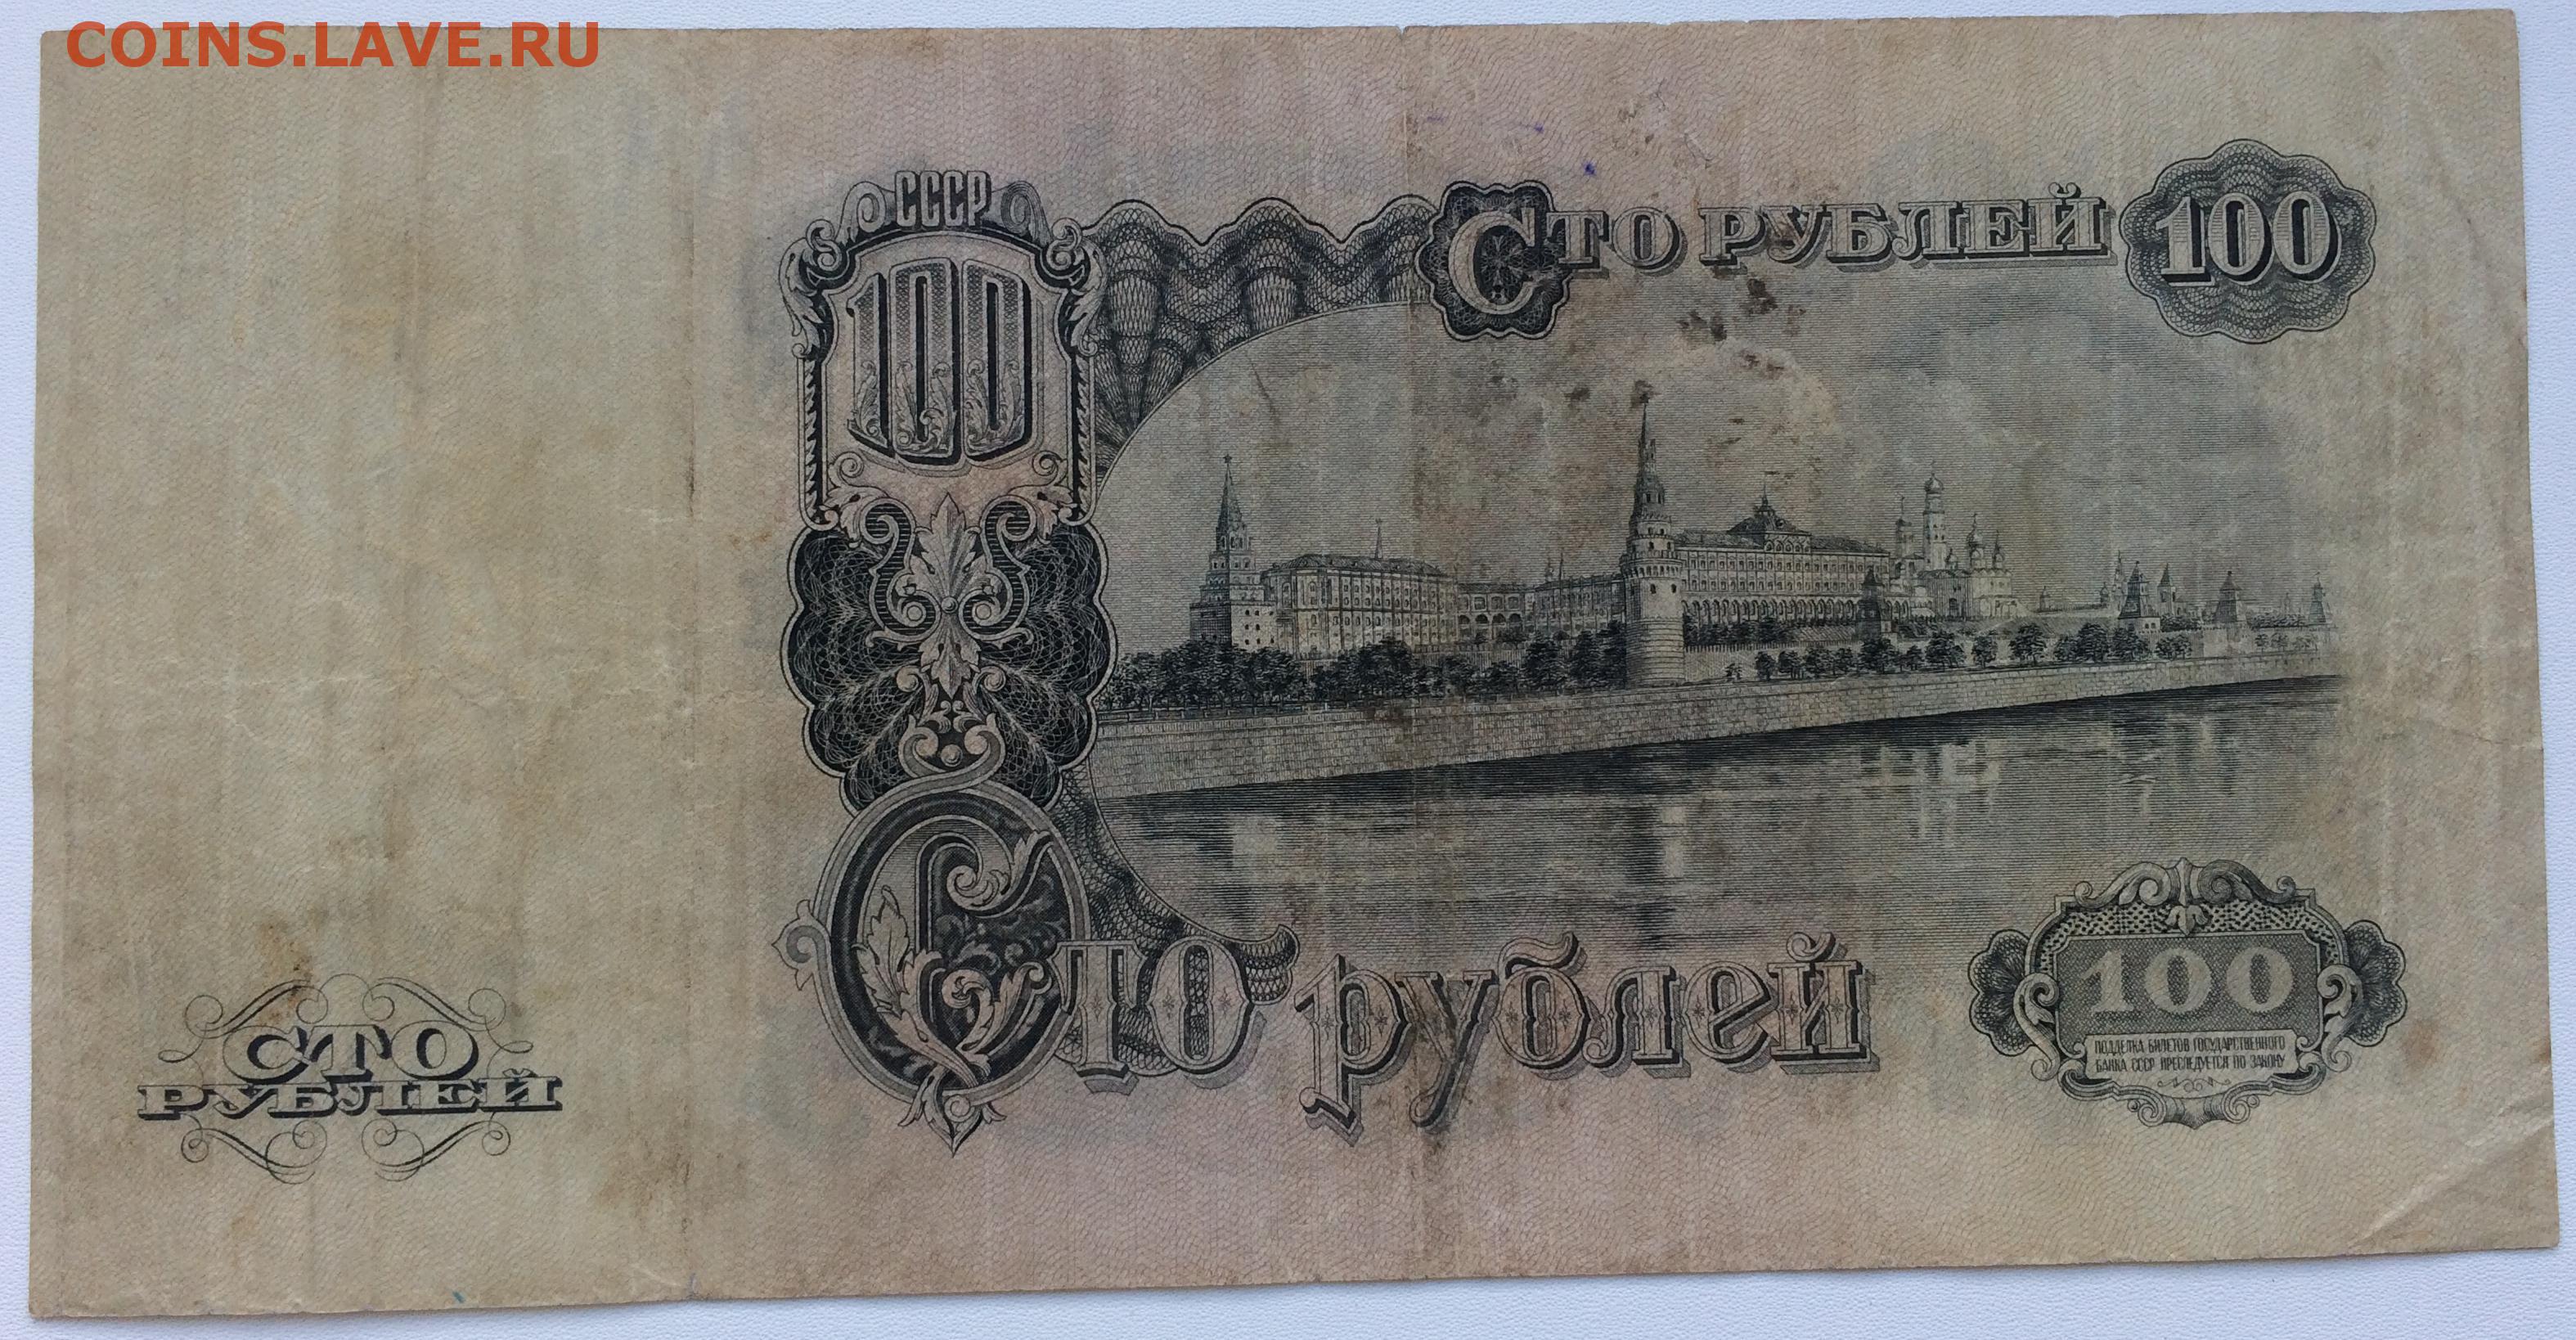 COINS.LAVE.RU
СССР
100
Сто рублей
100
Сто рублей
100
ПОДДЕЛКА БИЛЕТОВ ГОСУДАРСТВЕННОГО
БАНКА СССР ПРЕСЛЕДУЕТСЯ ПО ЗАКОНУ
СТО
РУБЛЕЙ